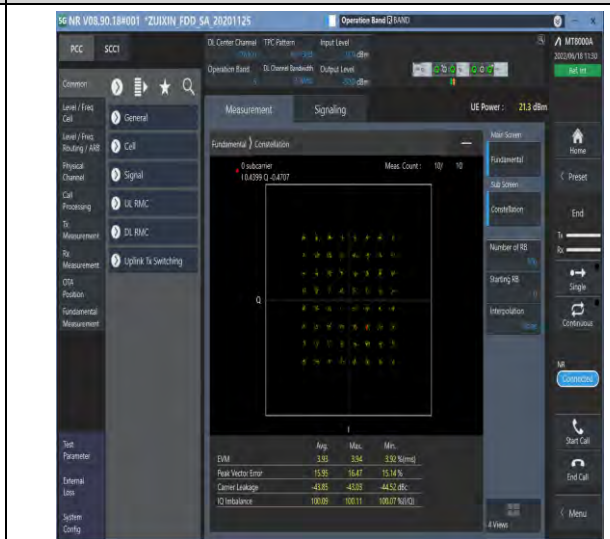 5G NR V08.90.18#001 *ZUIXIN_FDD_SA_20201125
Operation Band
BAND
PCC
SCC1
DL Center Channel
TPC Pattern
Input Level
dBm
Operation Band
DL Channel Bandwidth
Output Level
dBm
MT8000A
2022/06/18 11:30
Ref. Int
Common
Level / Freq.
Cell
Level / Freq.
Routing / ARB
Physical
Channel
Call
Processing
Tx
Measurement
Rx
Measurement
OTA
Position
Fundamental
Measurement
Test
Parameter
External
Loss
System
Config
General
Cell
Signal
UL RMC
DL RMC
Uplink Tx Switching
Measurement
Signaling
UE Power : 21.3 dBm
Fundamental
Constellation
0 subcarrier
I 0.4399 Q -0.4707
Meas. Count : 10/ 10
Q
I
Avg. Max. Min.
EVM 3.93 3.94 3.92 %(rms)
Peak Vector Error 15.95 16.47 15.14 %
Carrier Leakage -43.85 -43.03 -44.52 dBc
IQ Imbalance 100.09 100.11 100.07 %(I/Q)
Main Screen
Fundamental
Sub Screen
Constellation
Number of RB
Starting RB
Interpolation
4 Views
Home
Preset
End
Tx
Rx
Single
Continuous
NR
Connected
Start Call
End Call
Menu